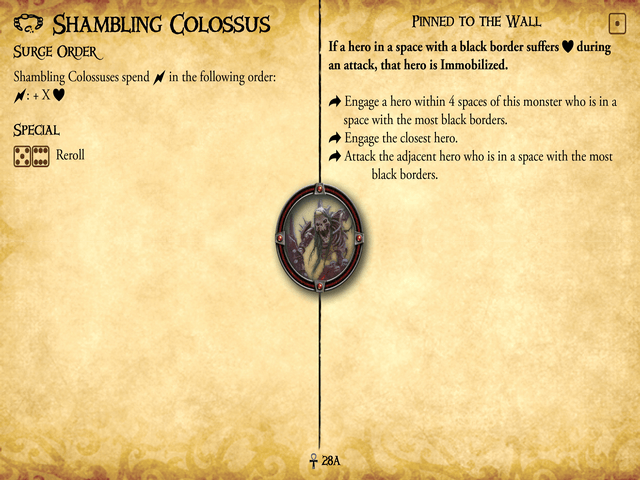 Shambling Colossus
Surge Order
Shambling Colossuses spend in the following order:
: + X
Special
Reroll
Pinned to the Wall
If a hero in a space with a black border suffers during
an attack, that hero is Immobilized.
Engage a hero within 4 spaces of this monster who is in a
space with the most black borders.
Engage the closest hero.
Attack the adjacent hero who is in a space with the most
black borders.
28A